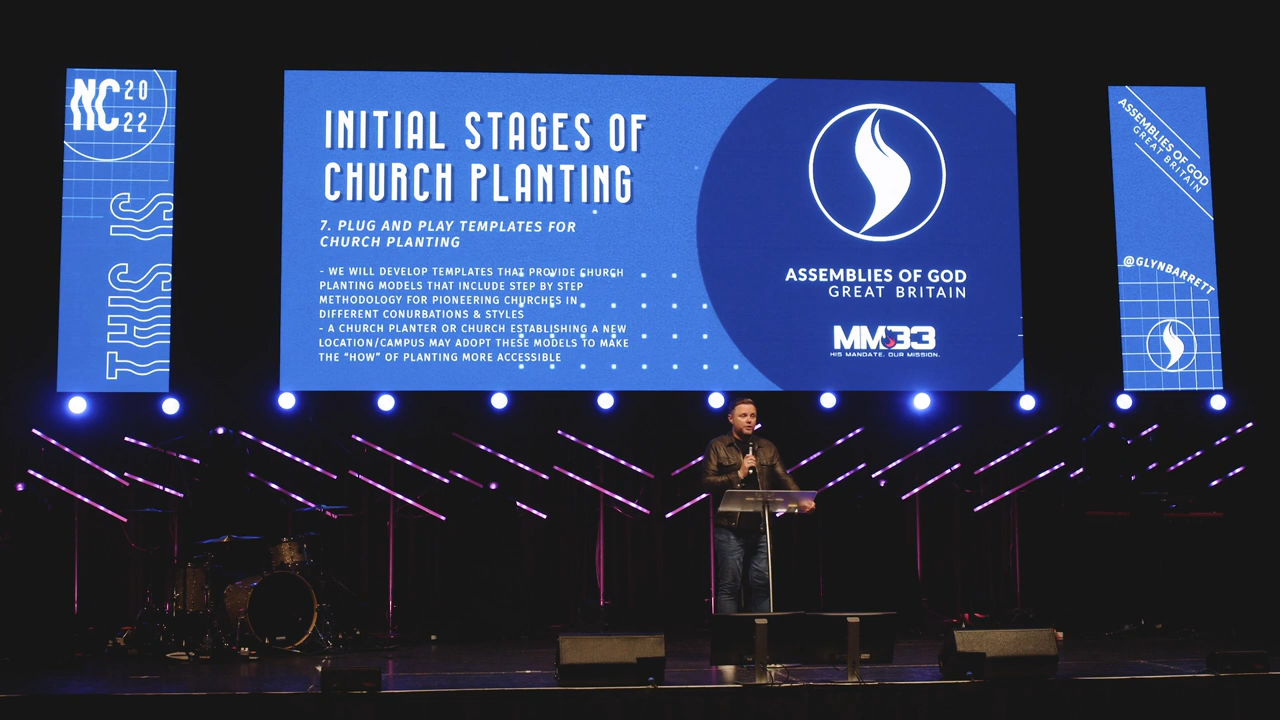 NC 20
22
THIS IS
INITIAL STAGES OF
CHURCH PLANTING
7. PLUG AND PLAY TEMPLATES FOR
CHURCH PLANTING
- WE WILL DEVELOP TEMPLATES THAT PROVIDE CHURCH
PLANTING MODELS THAT INCLUDE STEP BY STEP
METHODOLOGY FOR PIONEERING CHURCHES IN
DIFFERENT CONURBATIONS & STYLES
- A CHURCH PLANTER OR CHURCH ESTABLISHING A NEW
LOCATION/CAMPUS MAY ADOPT THESE MODELS TO MAKE
THE “HOW” OF PLANTING MORE ACCESSIBLE
ASSEMBLIES OF GOD
GREAT BRITAIN
MM33
HIS MANDATE. OUR MISSION.
ASSEMBLIES OF GOD
GREAT BRITAIN
@GLYNBARRETT